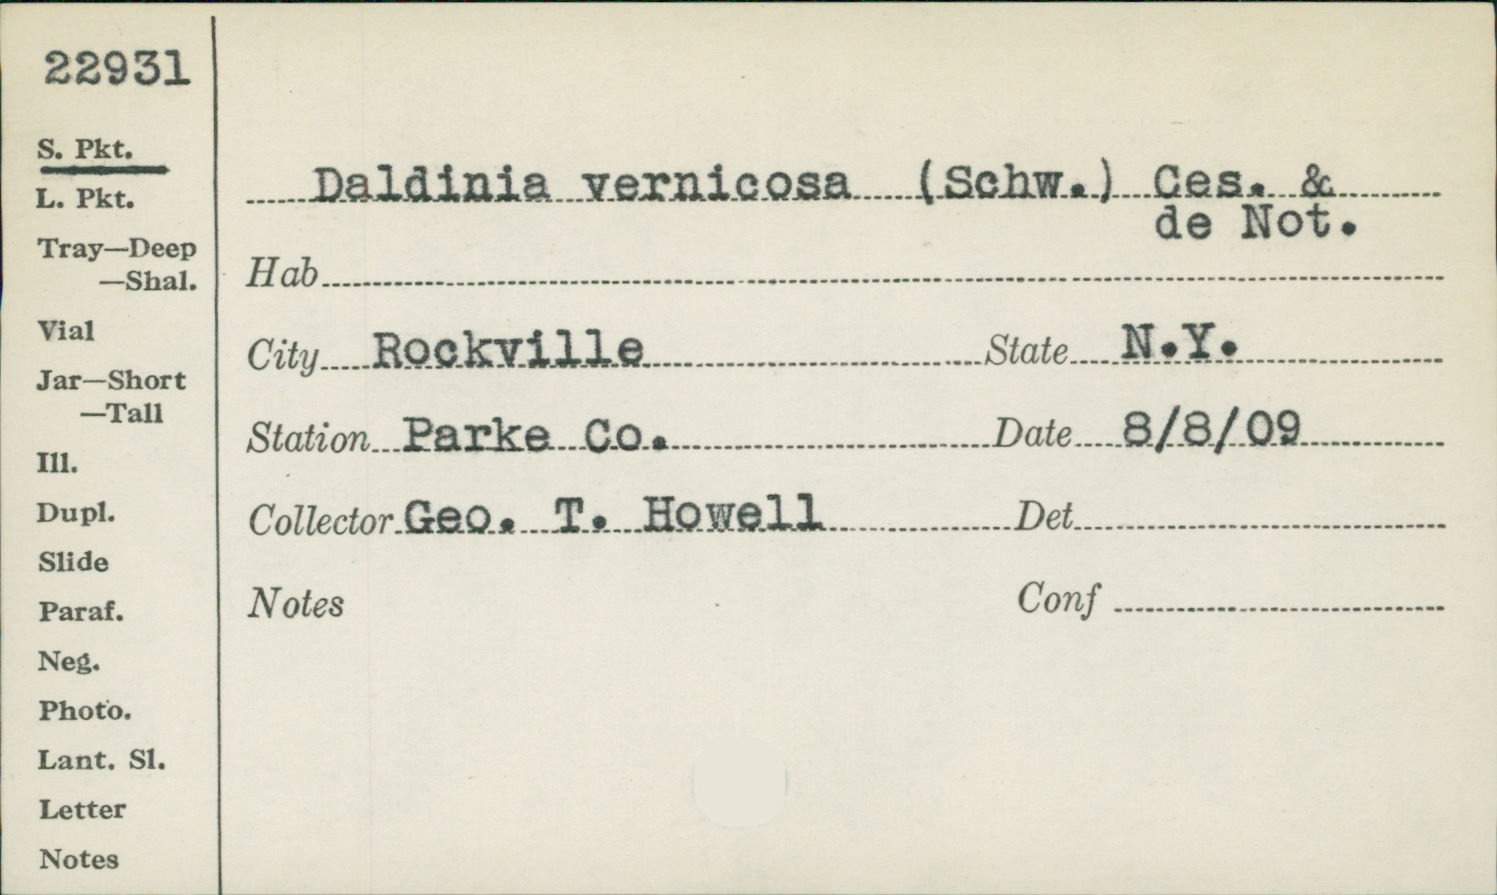 22931
S. Pkt.
L. Pkt.
Tray—Deep
—Shal.
Vial
Jar—Short
—Tall
Ill.
Dupl.
Slide
Paraf.
Neg.
Photo.
Lant. Sl.
Letter
Notes
Daldinia vernicosa (Schw.) Ces. &
de Not.
Hab
City Rockville State N.Y.
Station Parke Co. Date 8/8/09
Collector Geo. T. Howell Det
Notes Conf